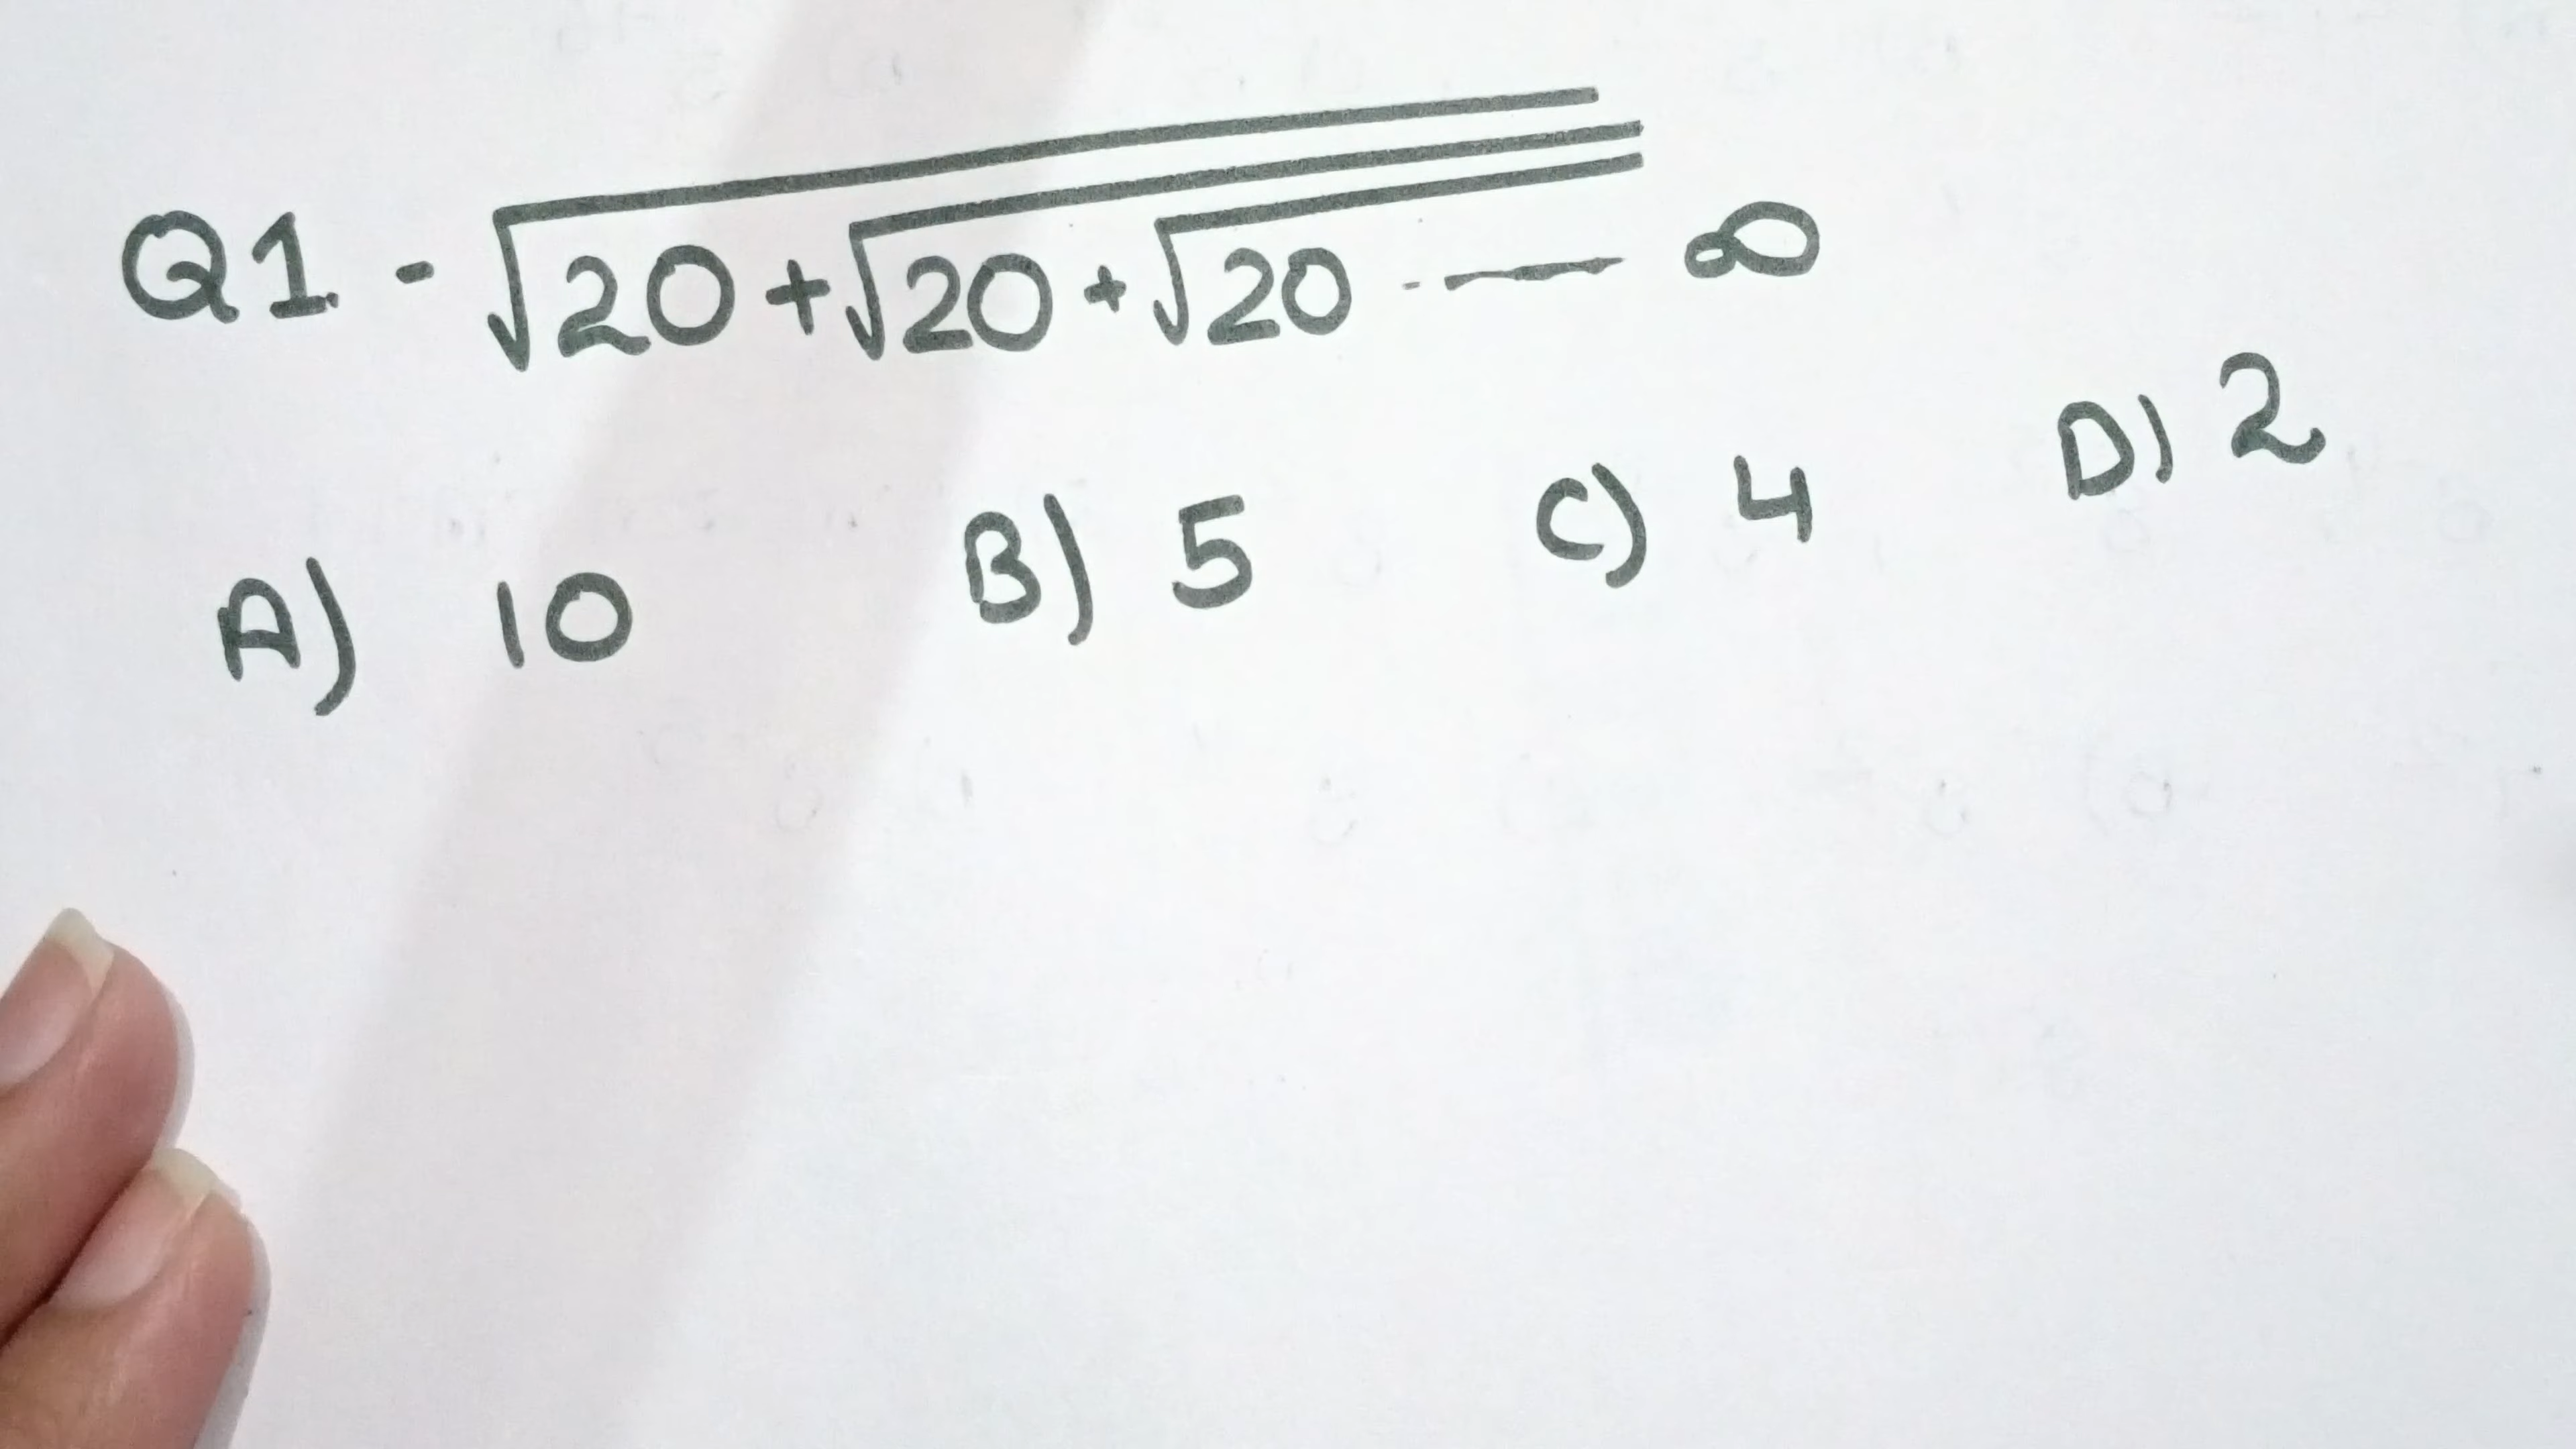 Q1. - √20 + √20 + √20 ----- ∞
A) 10 B) 5 C) 4 D) 2